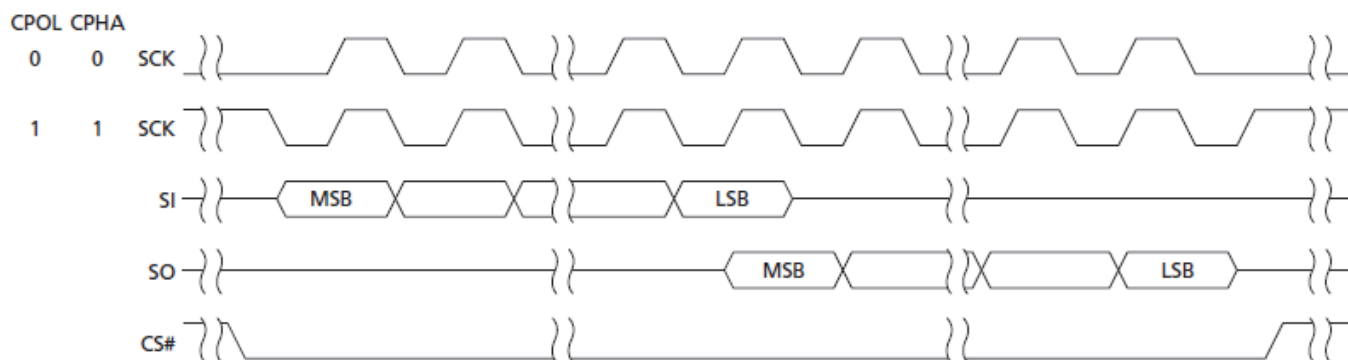 CPOL CPHA
0 0 SCK
1 1 SCK
SI MSB LSB
SO MSB LSB
CS#